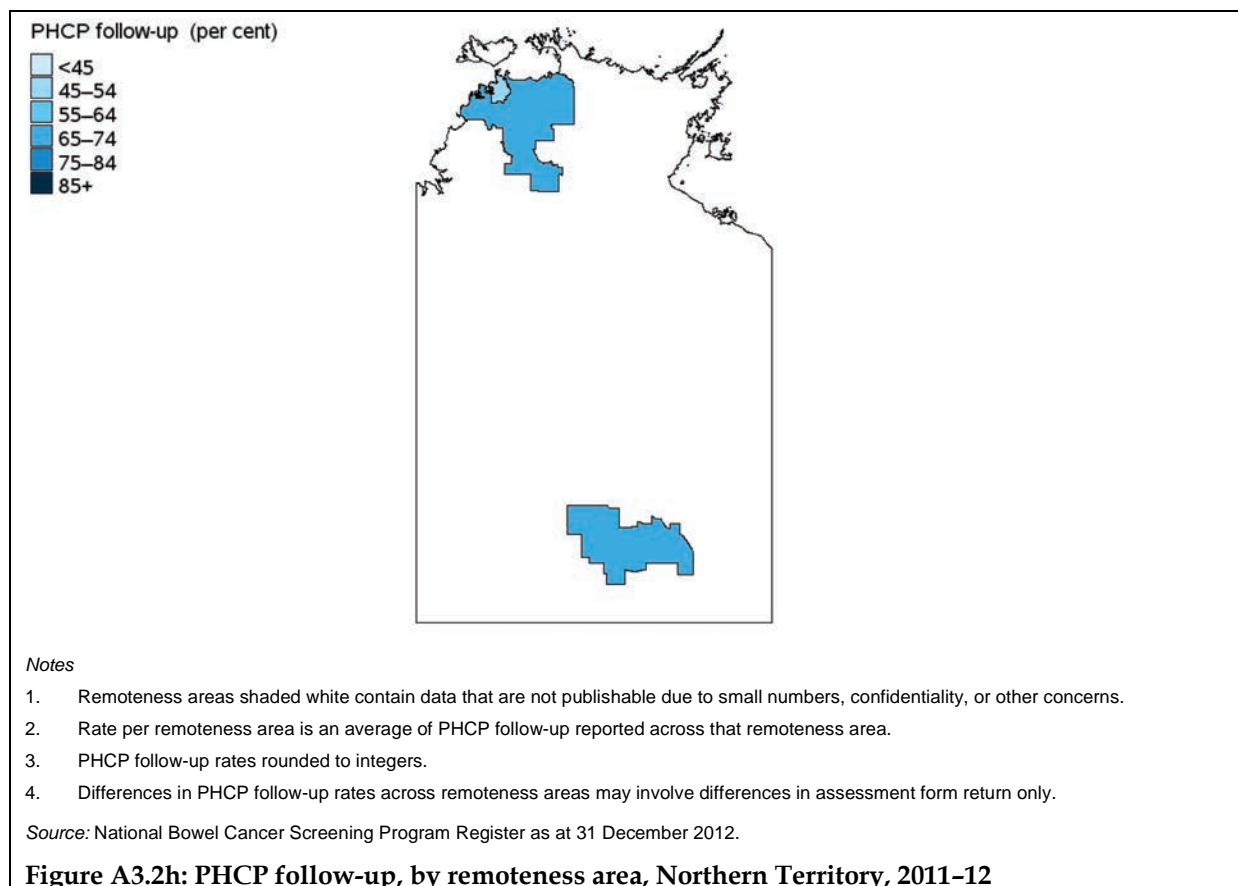 PHCP follow-up (per cent)
<45
45–54
55–64
65–74
75–84
85+
Notes
1. Remoteness areas shaded white contain data that are not publishable due to small numbers, confidentiality, or other concerns.
2. Rate per remoteness area is an average of PHCP follow-up reported across that remoteness area.
3. PHCP follow-up rates rounded to integers.
4. Differences in PHCP follow-up rates across remoteness areas may involve differences in assessment form return only.
Source: National Bowel Cancer Screening Program Register as at 31 December 2012.
Figure A3.2h: PHCP follow-up, by remoteness area, Northern Territory, 2011–12